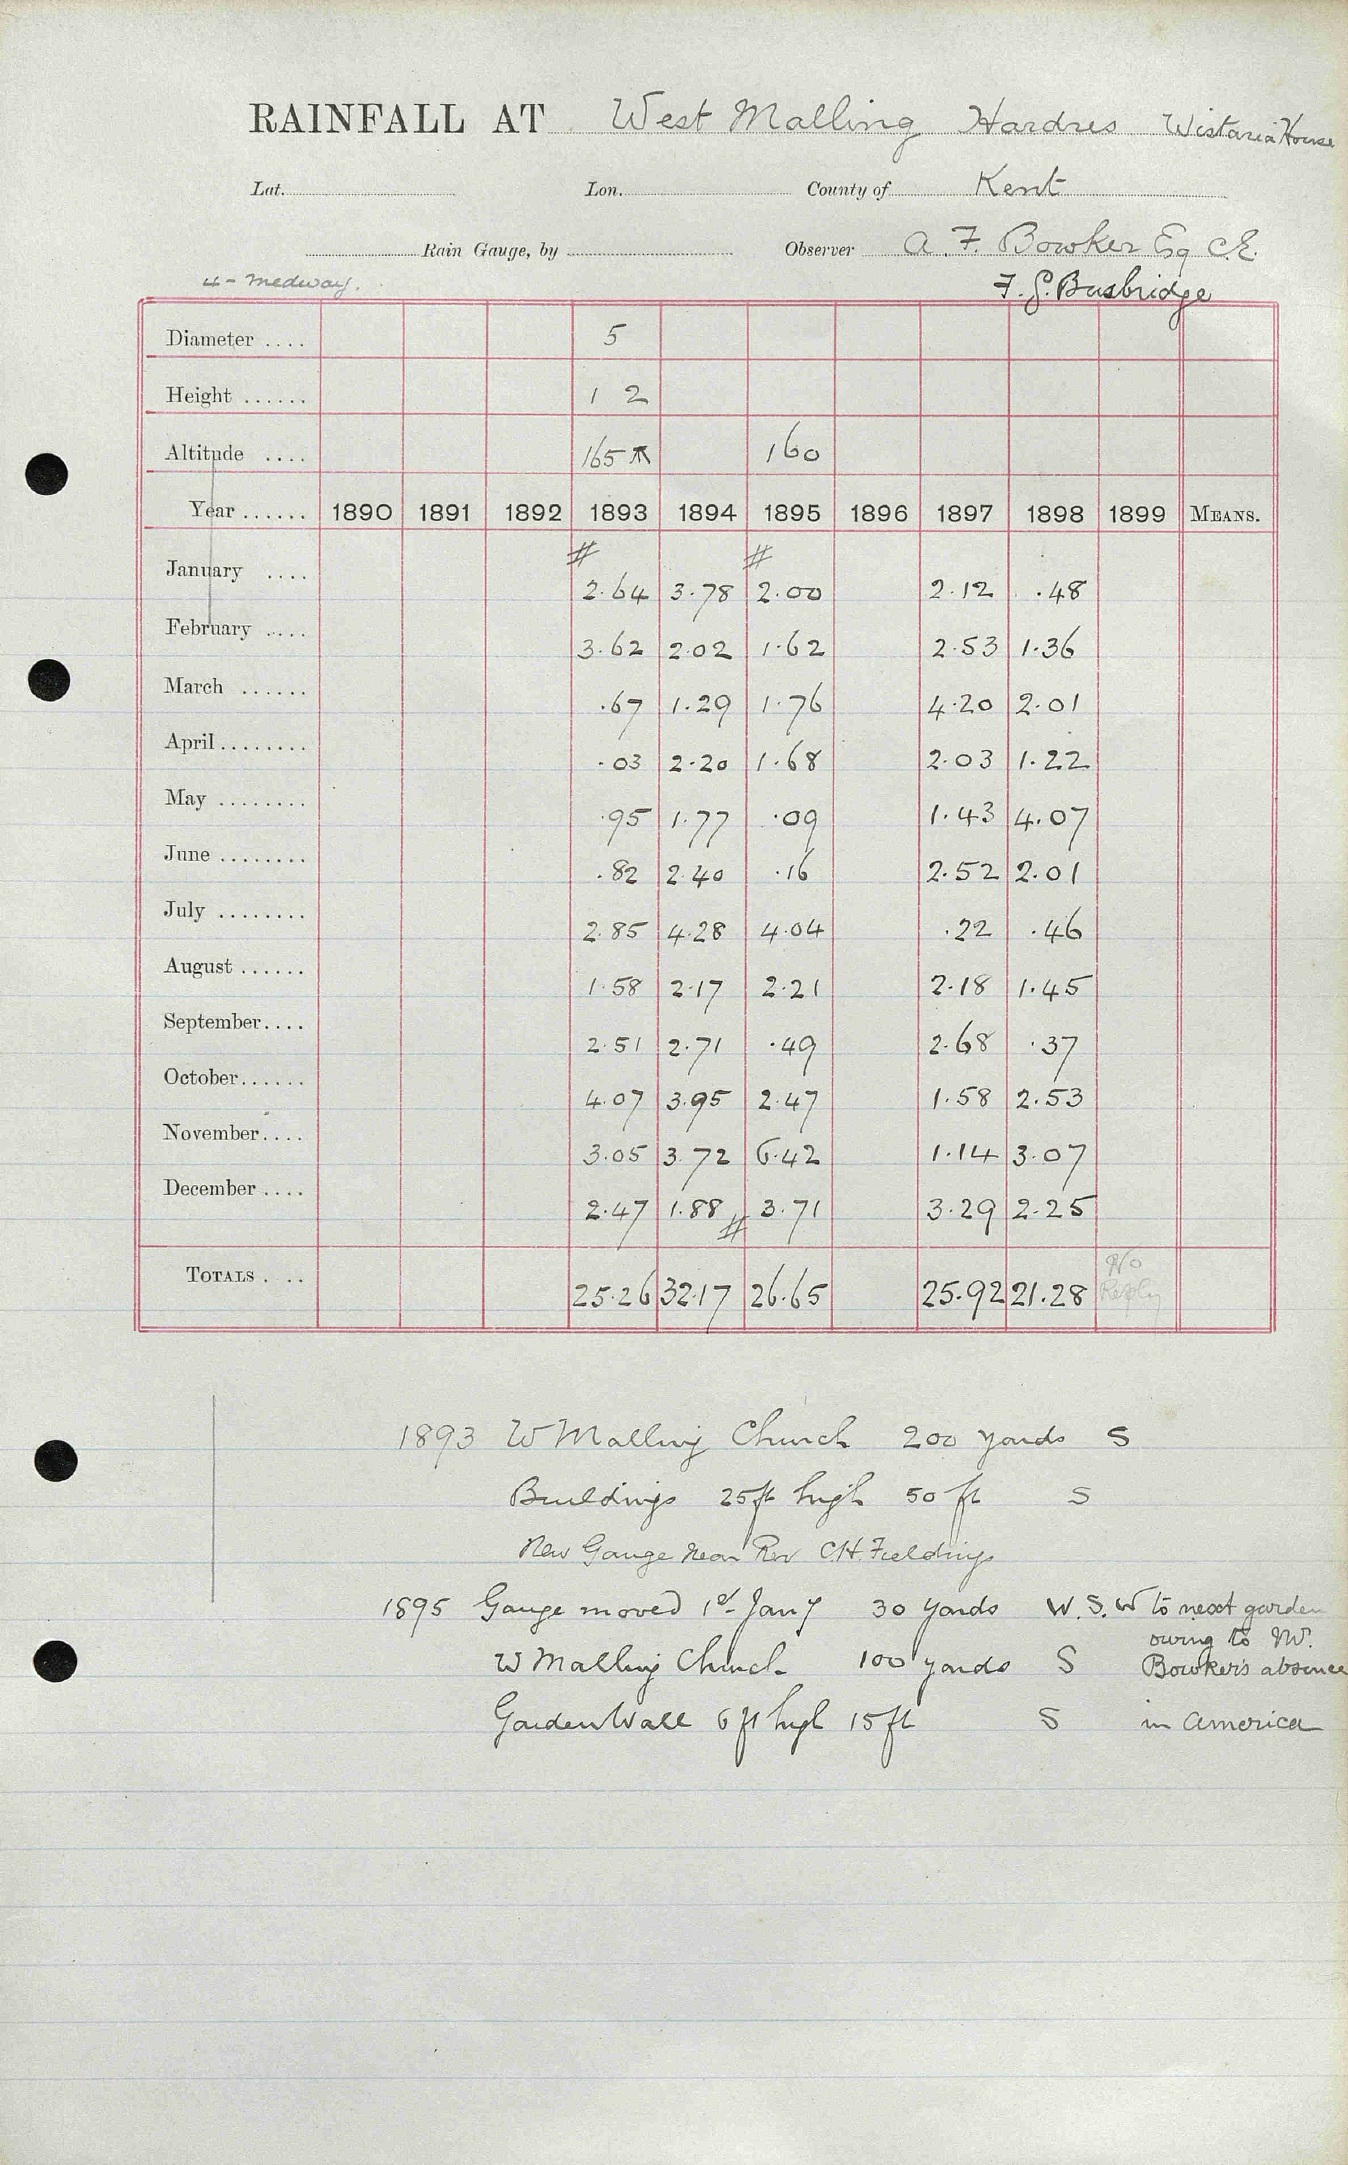 RAINFALL AT West Malling Hardres Wistaria House
Lat. Lon. County of Kent
Rain Gauge, by Observer A. F. Bowker Esq C.E.
4 - Medway. F. G. Busbridge
Diameter .... 5
Height ...... 1 2
Altitude .... 165 160
Year ...... 1890 1891 1892 1893 1894 1895 1896 1897 1898 1899 MEANS.
# #
January .... 2.64 3.78 2.00 2.12 .48
February .... 3.62 2.02 1.62 2.53 1.36
March ...... .67 1.29 1.76 4.20 2.01
April ........ .03 2.20 1.68 2.03 1.22
May ........ .95 1.77 .09 1.43 4.07
June ........ .82 2.40 .16 2.52 2.01
July ........ 2.85 4.28 4.04 .22 .46
August ...... 1.58 2.17 2.21 2.18 1.45
September.... 2.51 2.71 .49 2.68 .37
October...... 4.07 3.95 2.47 1.58 2.53
November.... 3.05 3.72 6.42 1.14 3.07
December .... 2.47 1.88 # 3.71 3.29 2.25
TOTALS . .. 25.26 32.17 26.65 25.92 21.28 No Reply
1893 W Malling Church 200 yards S
Buildings 25ft high 50 ft S
New Gauge near Rev C.H. Fieldings
1895 Gauge moved 1st Jany 30 yards W.S.W to next garden
owing to Mr.
W Malling Church 100 yards S Bowker's absence
Garden Wall 6 ft high 15 ft S in America